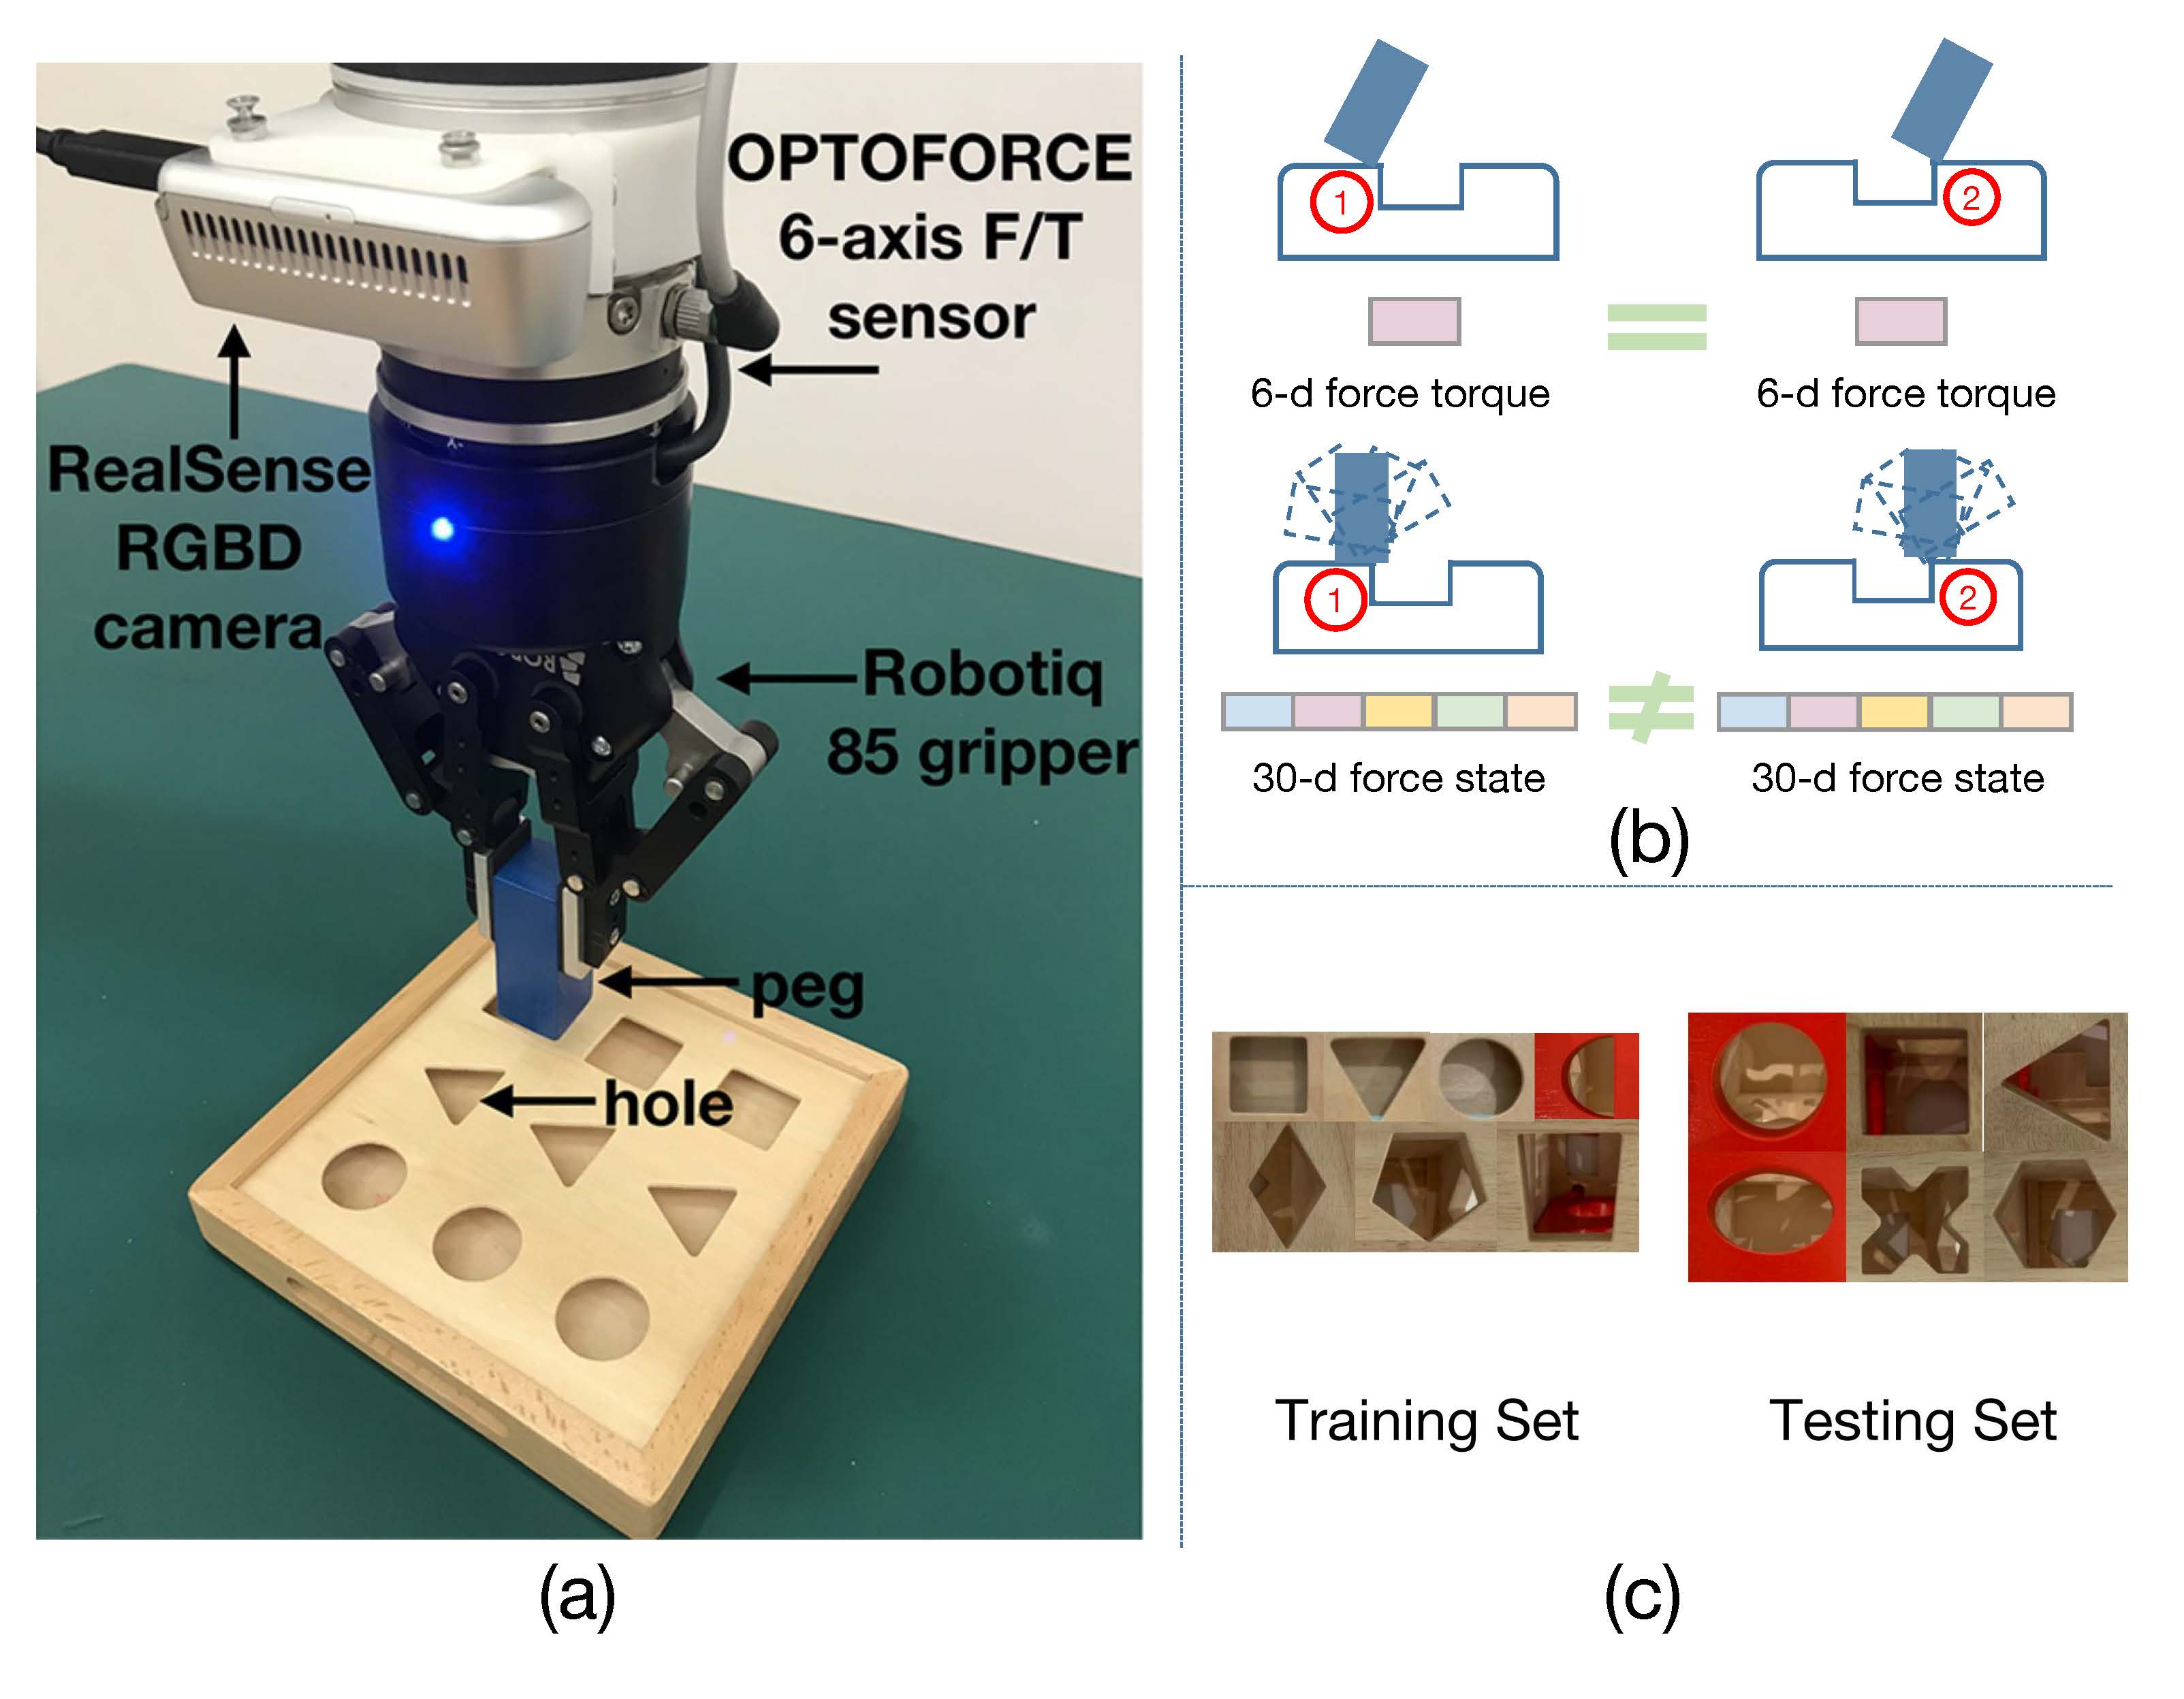 OPTOFORCE
6-axis F/T
sensor
RealSense
RGBD
camera
Robotiq
85 gripper
peg
hole
(a)
1
2
6-d force torque
6-d force torque
1
2
30-d force state
30-d force state
(b)
Training Set
Testing Set
(c)